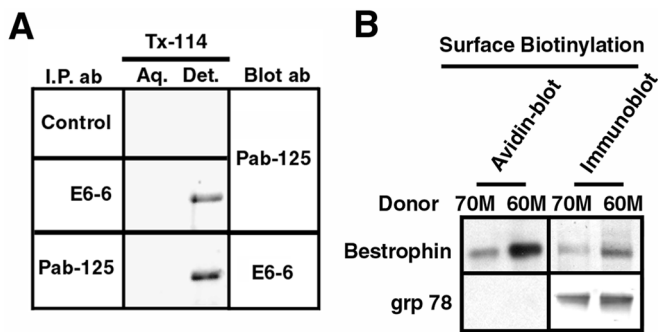 A
Tx-114
I.P. ab Aq. Det. Blot ab
Control
Pab-125
E6-6
Pab-125 E6-6
B
Surface Biotinylation
Avidin-blot Immunoblot
Donor 70M 60M 70M 60M
Bestrophin
grp 78